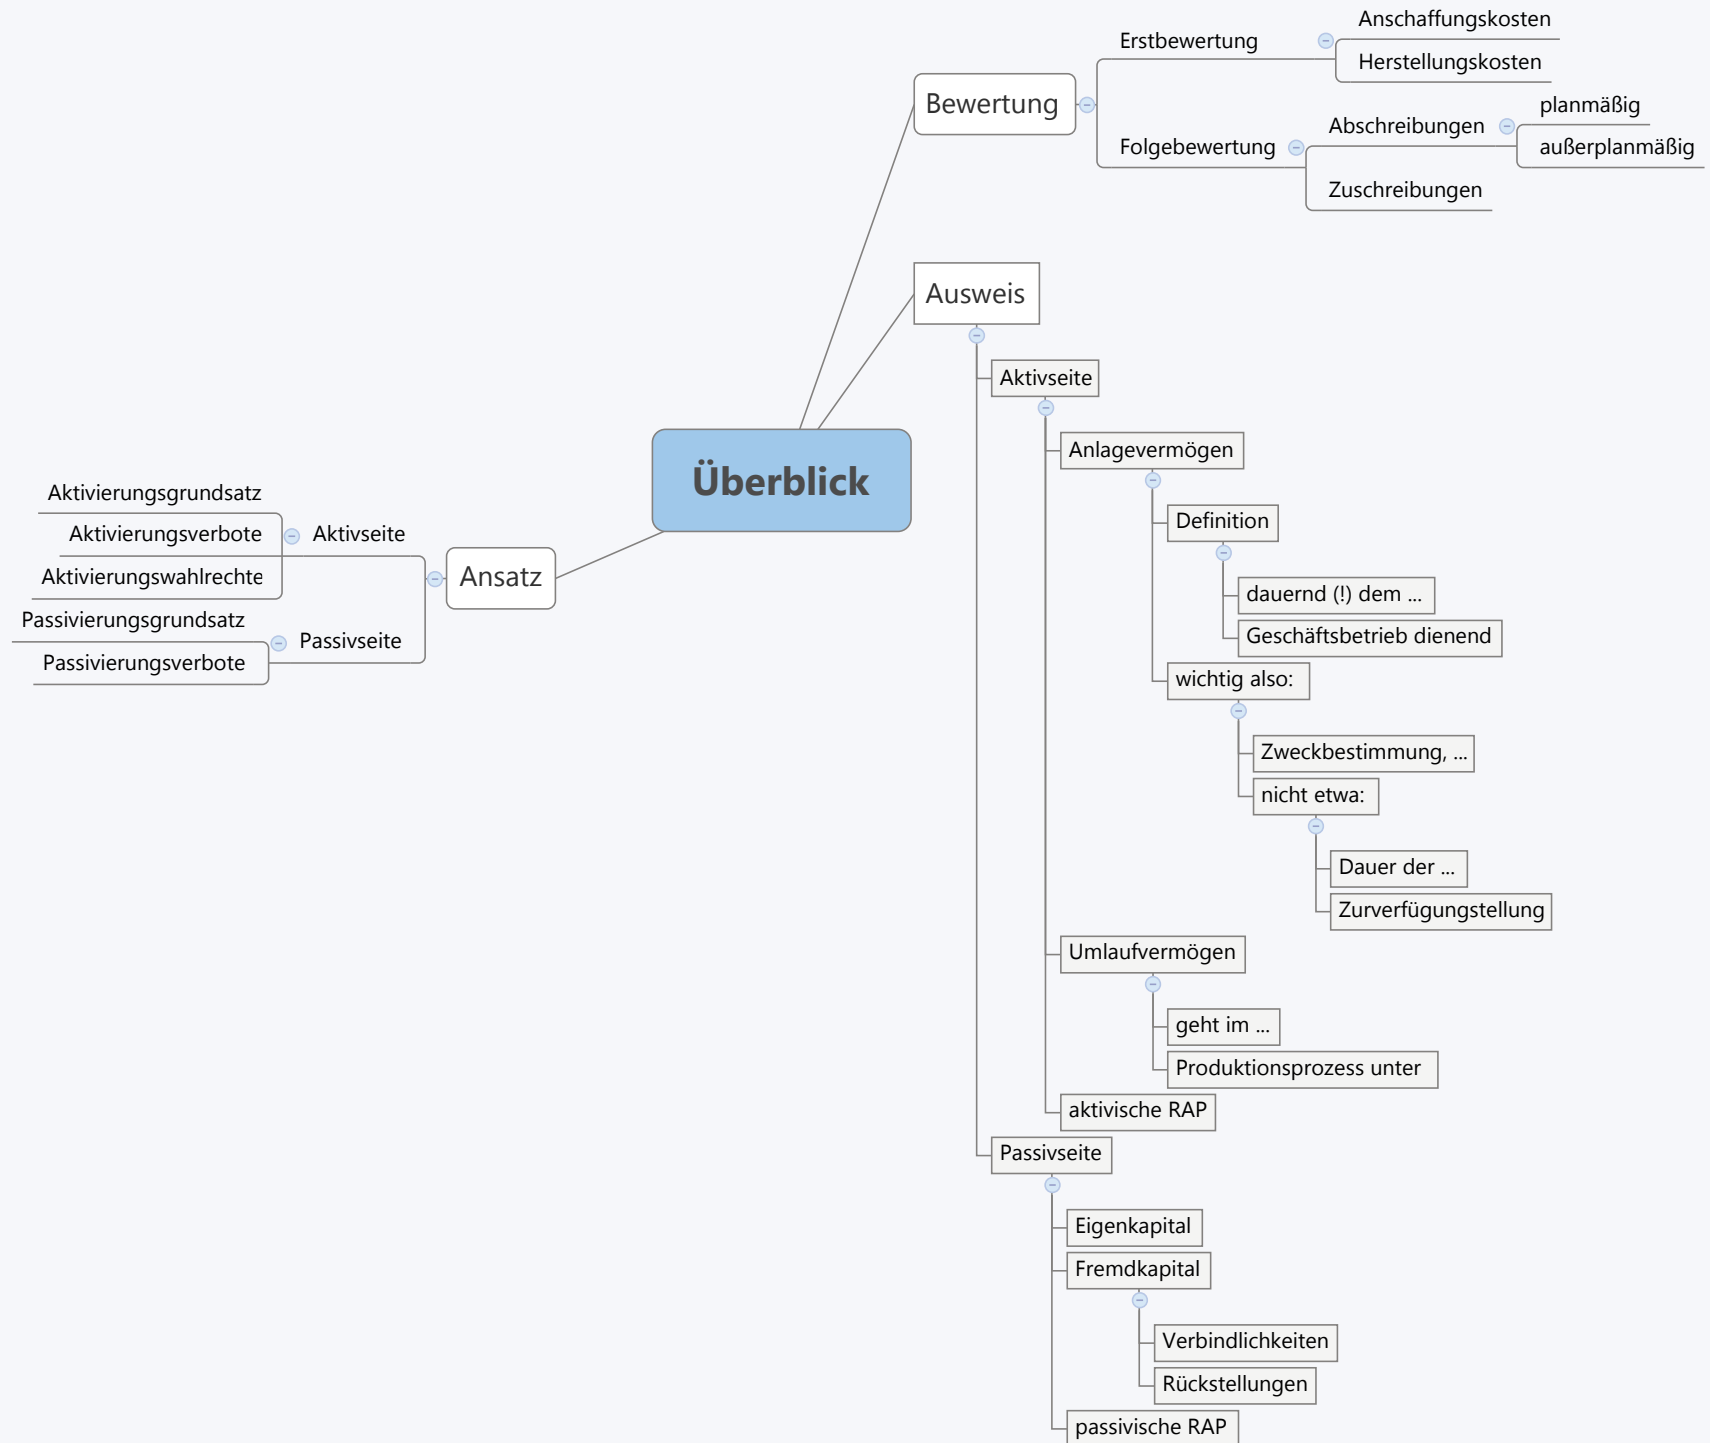 Überblick
Bewertung
Erstbewertung
Anschaffungskosten
Herstellungskosten
Folgebewertung
Abschreibungen
planmäßig
außerplanmäßig
Zuschreibungen
Ausweis
Aktivseite
Anlagevermögen
Definition
dauernd (!) dem ...
Geschäftsbetrieb dienend
wichtig also:
Zweckbestimmung, ...
nicht etwa:
Dauer der ...
Zurverfügungstellung
Umlaufvermögen
geht im ...
Produktionsprozess unter
aktivische RAP
Passivseite
Eigenkapital
Fremdkapital
Verbindlichkeiten
Rückstellungen
passivische RAP
Ansatz
Aktivseite
Aktivierungsgrundsatz
Aktivierungsverbote
Aktivierungswahlrechte
Passivseite
Passivierungsgrundsatz
Passivierungsverbote